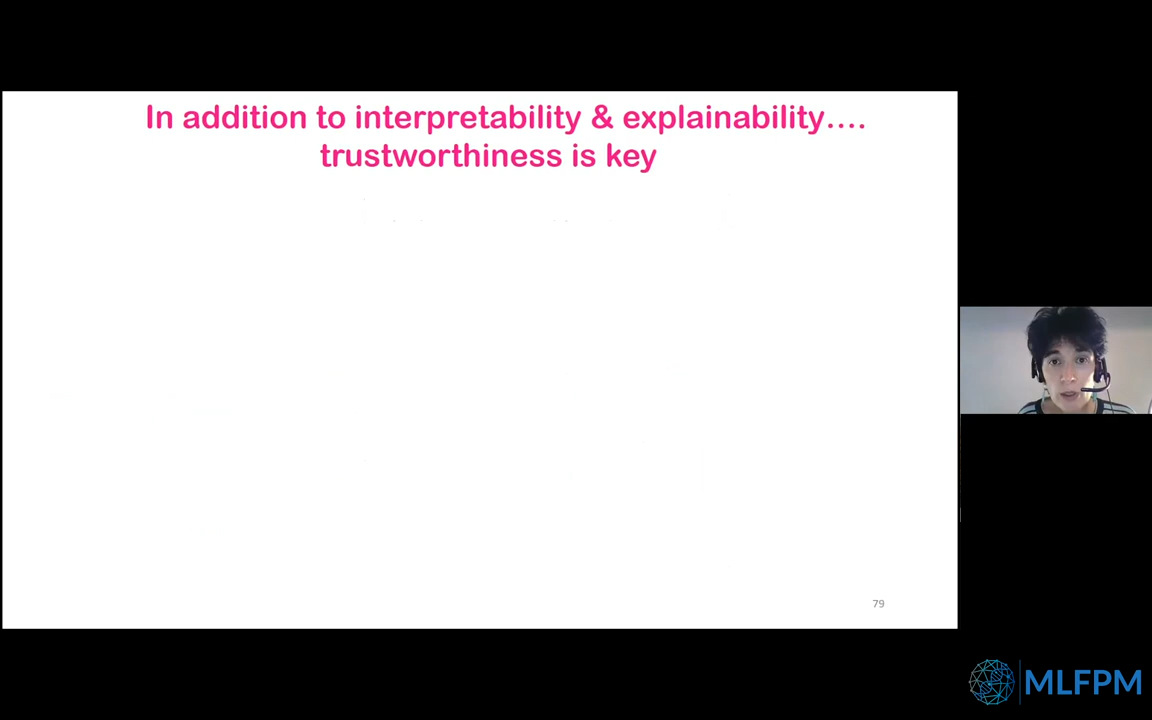 In addition to interpretability & explainability….
trustworthiness is key
79
MLFPM